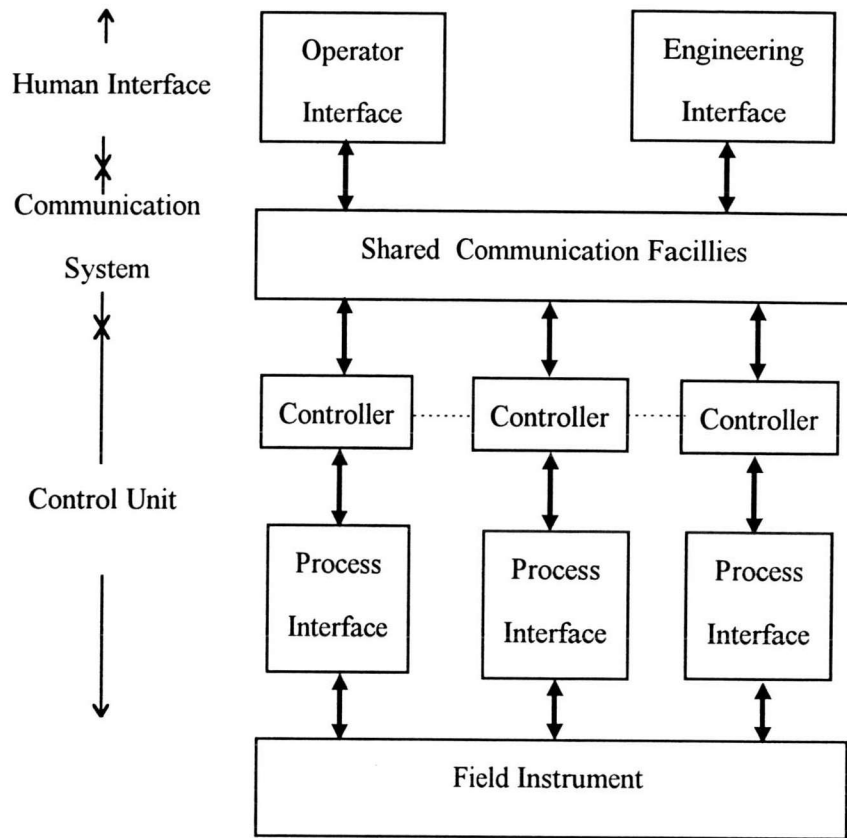 Human Interface
Operator
Interface
Engineering
Interface
Communication
System
Shared Communication Facillies
Controller
Controller
Controller
Control Unit
Process
Interface
Process
Interface
Process
Interface
Field Instrument